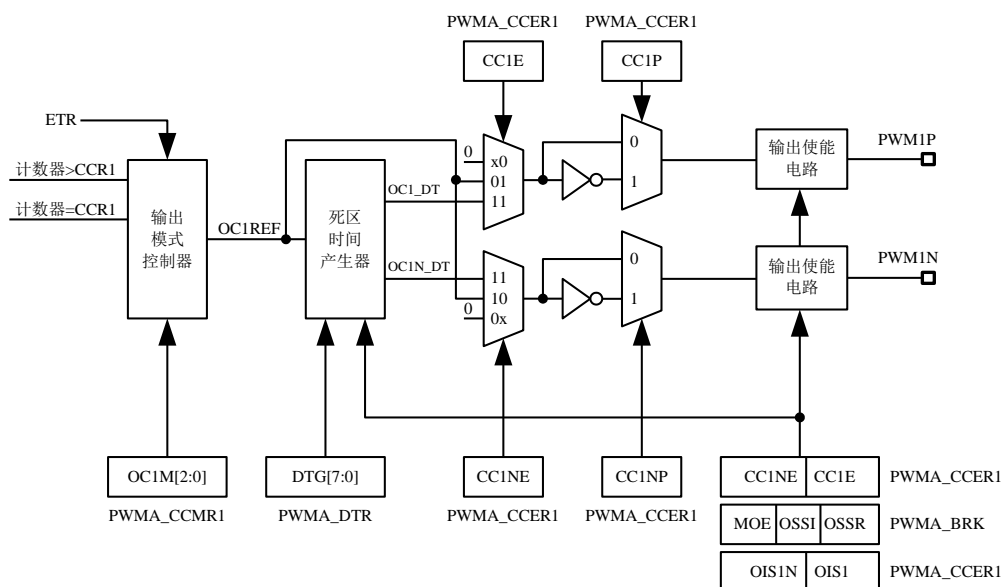 PWMA_CCER1
PWMA_CCER1
CC1E
CC1P
ETR
计数器>CCR1
计数器=CCR1
输出
模式
控制器
OC1REF
死区
时间
产生器
OC1_DT
OC1N_DT
0
x0
01
11
11
10
0x
0
0
1
0
1
输出使能
电路
PWM1P
输出使能
电路
PWM1N
OC1M[2:0]
PWMA_CCMR1
DTG[7:0]
PWMA_DTR
CC1NE
PWMA_CCER1
CC1NP
PWMA_CCER1
CC1NE CC1E PWMA_CCER1
MOE OSSI OSSR PWMA_BRK
OIS1N OIS1 PWMA_CCER1